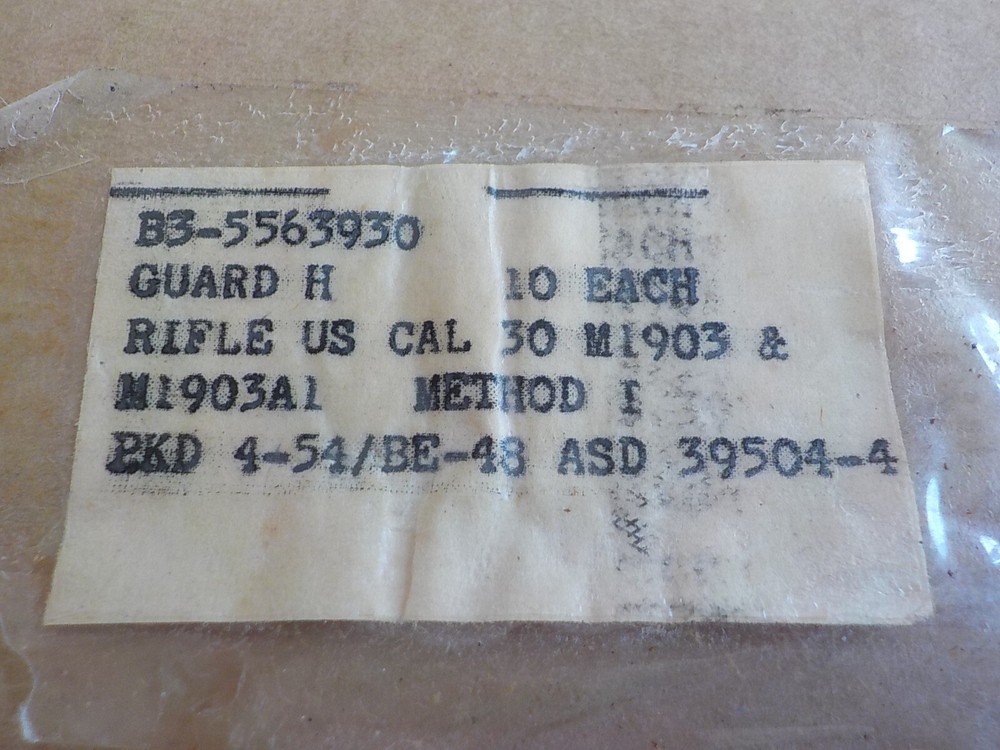 B3-5563930
GUARD H 10 EACH
RIFLE US CAL 30 M1903 &
M1903A1 METHOD I
PKD 4-54/BE-48 ASD 39504-4